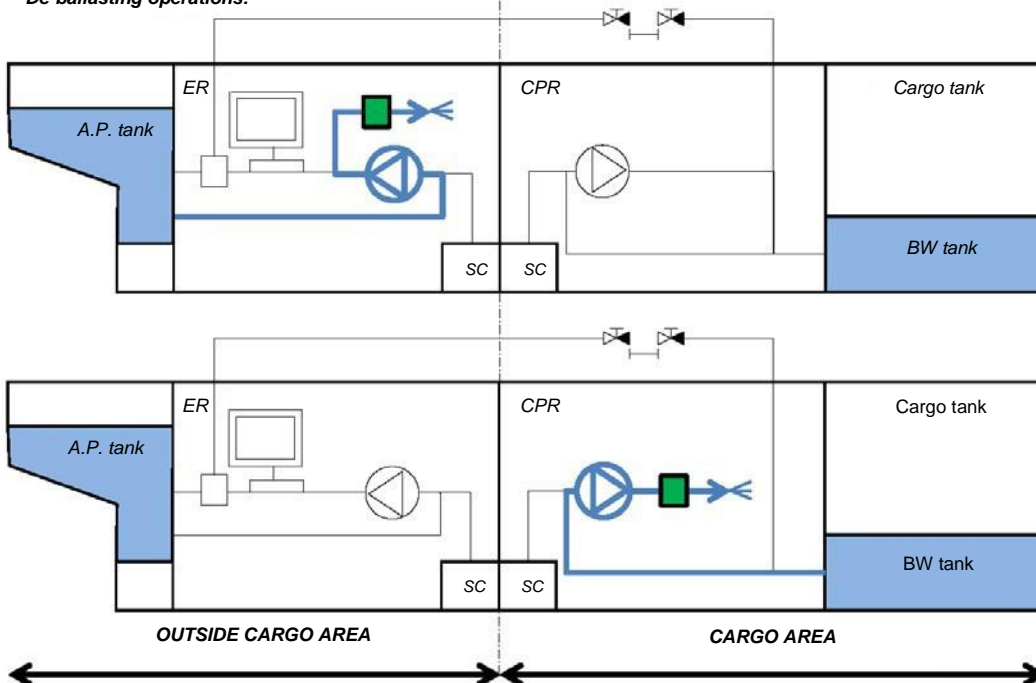 De-ballasting operations:
ER
CPR
Cargo tank
A.P. tank
SC
SC
BW tank
ER
CPR
Cargo tank
A.P. tank
SC
SC
BW tank
OUTSIDE CARGO AREA
CARGO AREA